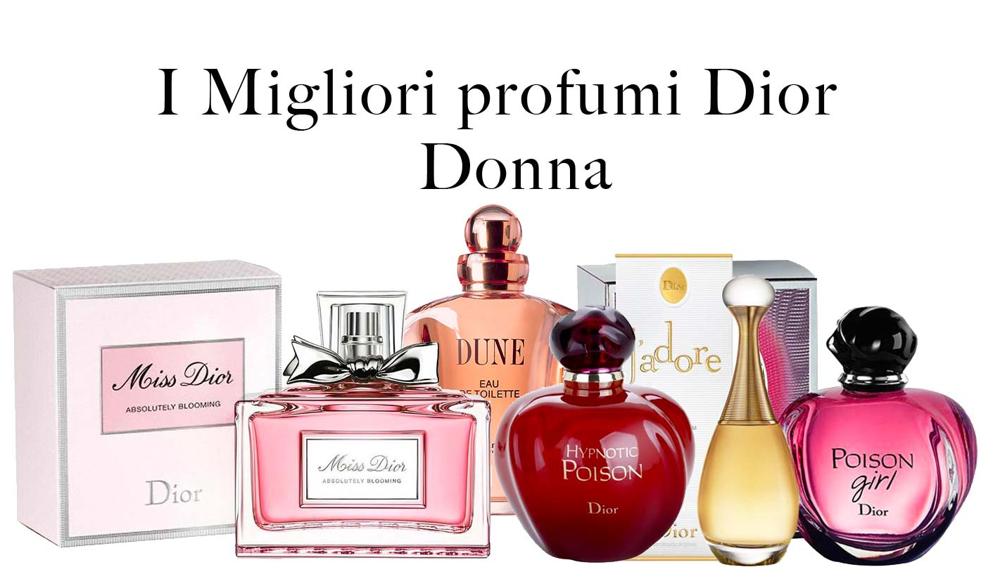 I Migliori profumi Dior
Donna
Miss Dior
ABSOLUTELY BLOOMING
Dior
Miss Dior
ABSOLUTELY BLOOMING
DUNE
EAU
DE TOILETTE
HYPNOTIC
POISON
Dior
Dior
j'adore
Dior
POISON
girl
Dior